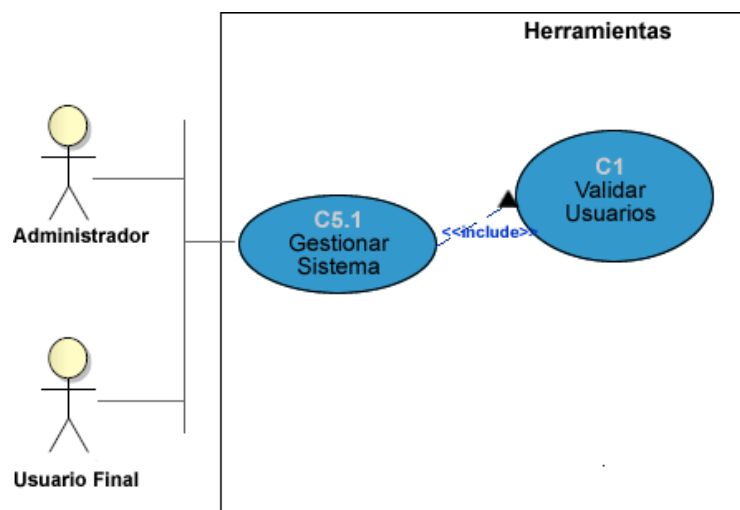 Herramientas
C1
Validar
Usuarios
Administrador
C5.1
Gestionar
Sistema
<<include>>
Usuario Final